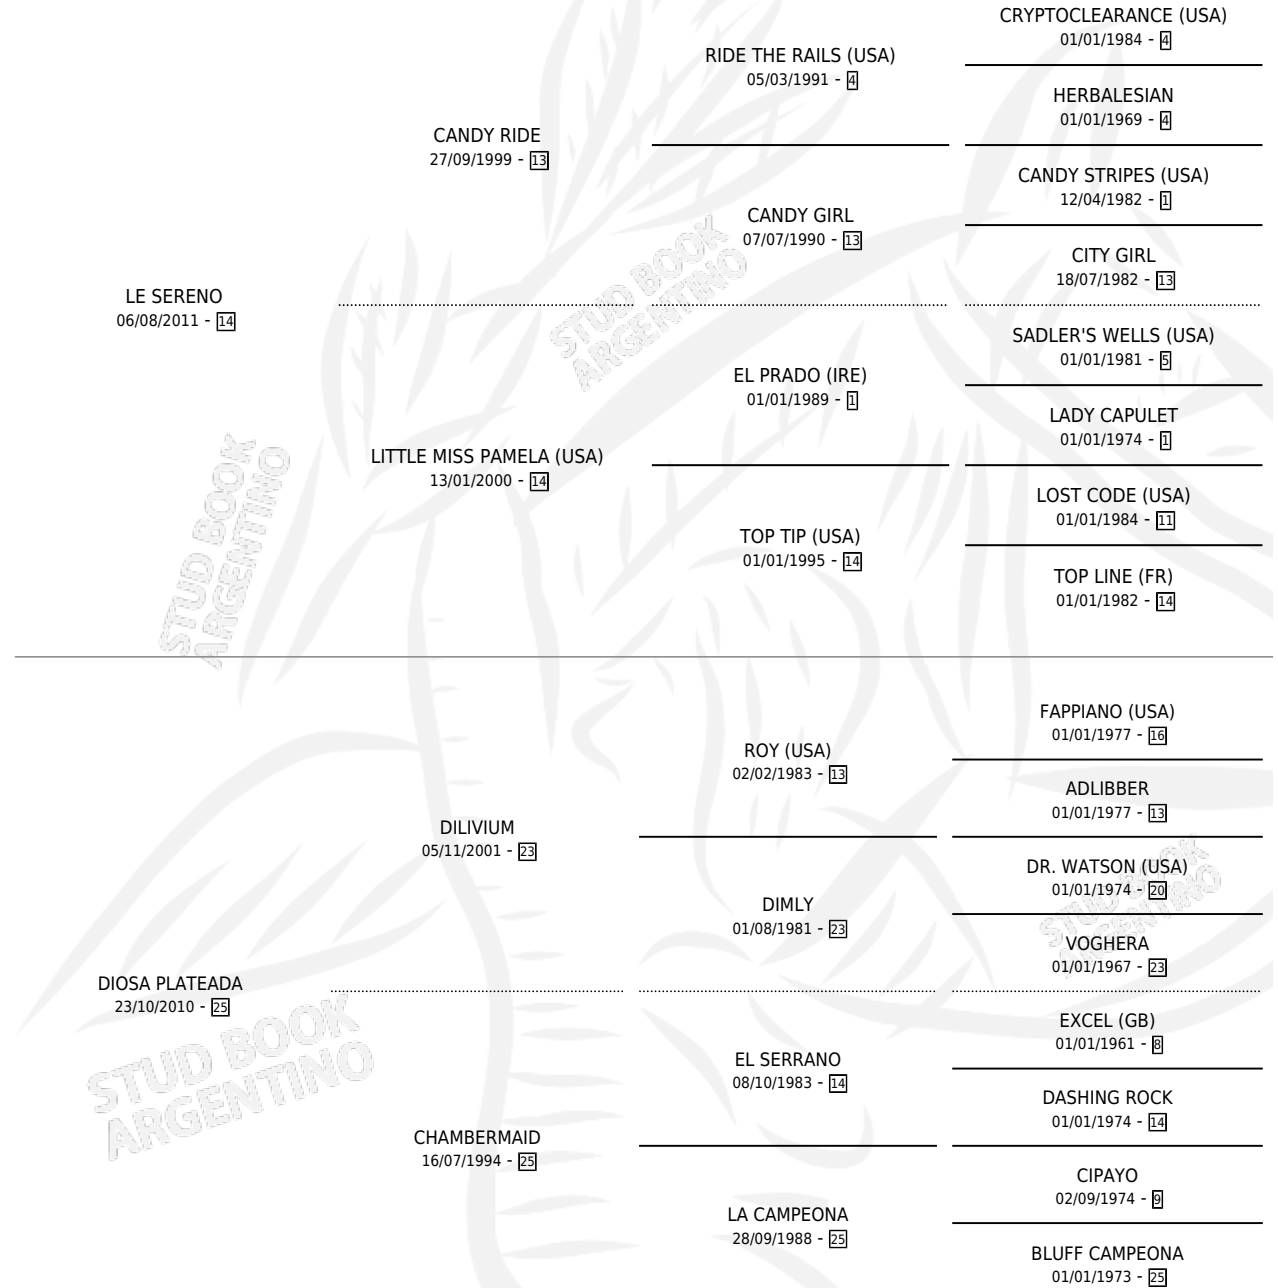 CRYPTOCLEARANCE (USA)
01/01/1984 - 4
RIDE THE RAILS (USA)
05/03/1991 - 4
HERBALESIAN
01/01/1969 - 4
CANDY RIDE
27/09/1999 - 13
CANDY STRIPES (USA)
12/04/1982 - 1
CANDY GIRL
07/07/1990 - 13
CITY GIRL
18/07/1982 - 13
LE SERENO
06/08/2011 - 14
SADLER'S WELLS (USA)
01/01/1981 - 5
EL PRADO (IRE)
01/01/1989 - 1
LADY CAPULET
01/01/1974 - 1
LITTLE MISS PAMELA (USA)
13/01/2000 - 14
LOST CODE (USA)
01/01/1984 - 11
TOP TIP (USA)
01/01/1995 - 14
TOP LINE (FR)
01/01/1982 - 14
STUD BOOK
ARGENTINO
STUD BOOK
ARGENTINO
FAPPIANO (USA)
01/01/1977 - 16
ROY (USA)
02/02/1983 - 13
ADLIBBER
01/01/1977 - 13
DILIVIUM
05/11/2001 - 23
DR. WATSON (USA)
01/01/1974 - 20
DIMLY
01/08/1981 - 23
VOGHERA
01/01/1967 - 23
STUD BOOK
ARGENTINO
DIOSA PLATEADA
23/10/2010 - 25
EXCEL (GB)
01/01/1961 - 8
EL SERRANO
08/10/1983 - 14
DASHING ROCK
01/01/1974 - 14
STUD BOOK
ARGENTINO
CHAMBERMAID
16/07/1994 - 25
CIPAYO
02/09/1974 - 9
LA CAMPEONA
28/09/1988 - 25
BLUFF CAMPEONA
01/01/1973 - 25